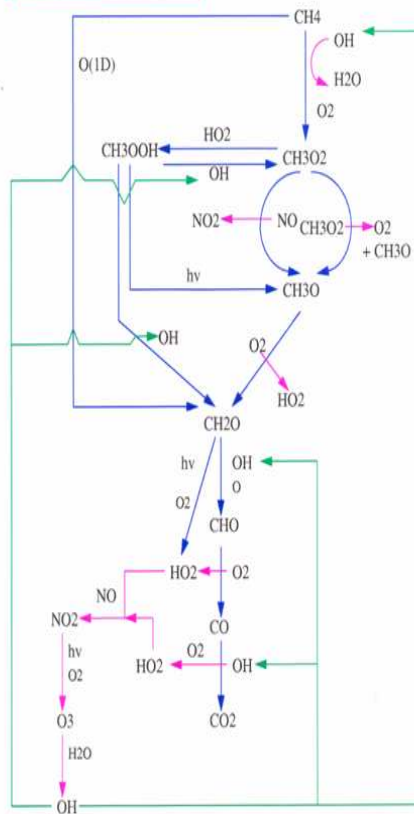 CH4
O(1D)
OH
H2O
O2
HO2
CH3OOH
CH3O2
OH
NO2
NO
CH3O2
O2
+ CH3O
hv
CH3O
OH
O2
HO2
CH2O
hv
OH
O2
O
CHO
HO2
O2
NO
NO2
CO
O2
HO2
OH
hv
O2
O3
CO2
H2O
OH